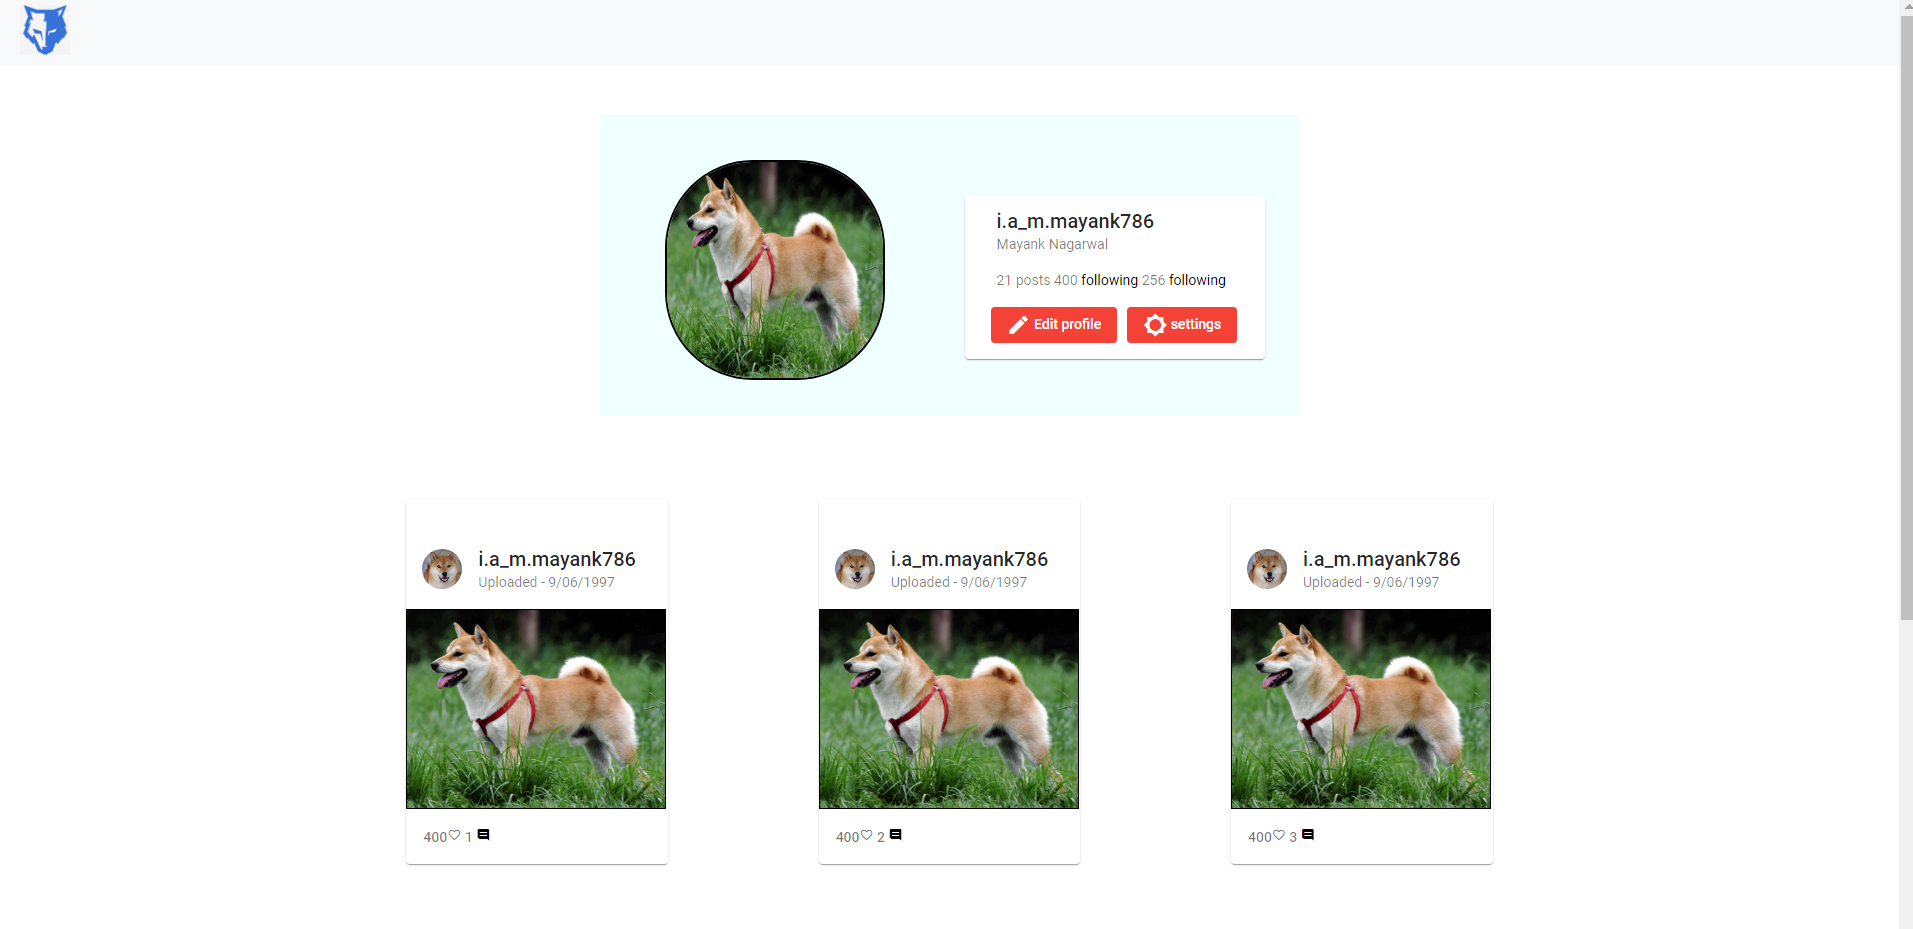 i.a_m.mayank786
Mayank Nagarwal
21 posts 400 following 256 following
Edit profile settings
i.a_m.mayank786
Uploaded - 9/06/1997
400 1
i.a_m.mayank786
Uploaded - 9/06/1997
400 2
i.a_m.mayank786
Uploaded - 9/06/1997
400 3